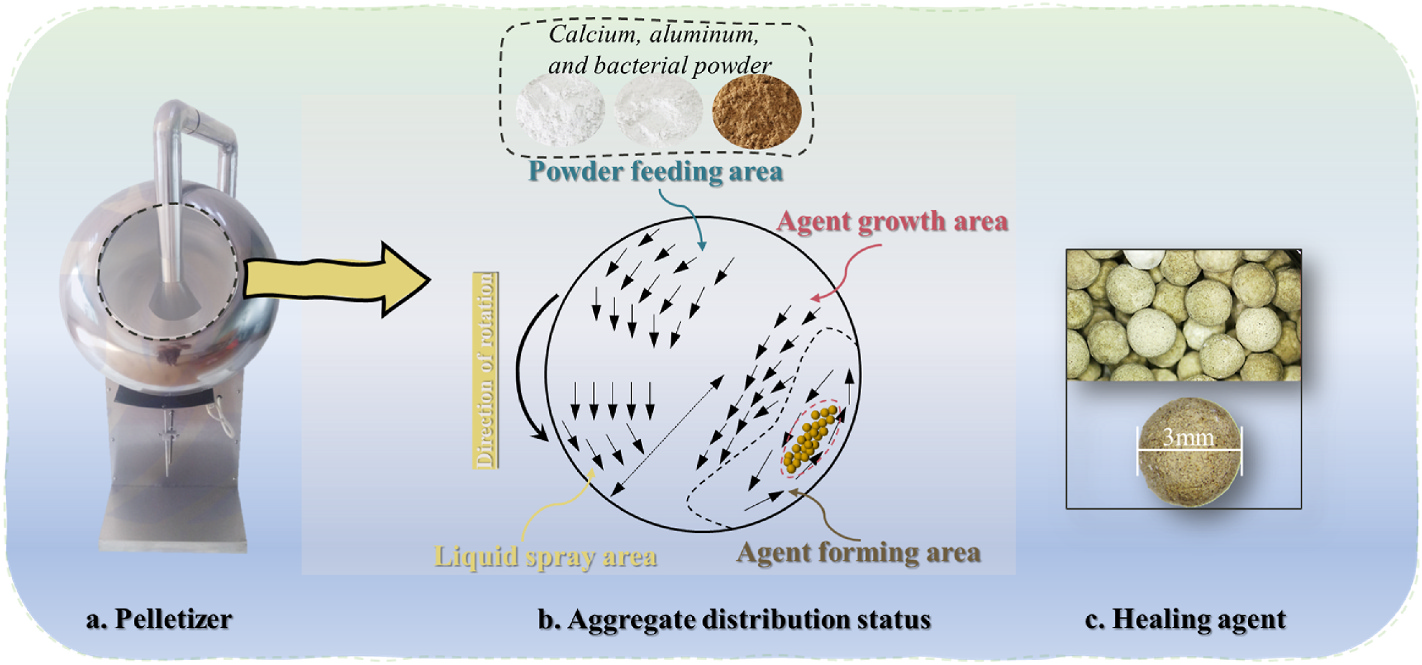 Calcium, aluminum,
and bacterial powder
Powder feeding area
Agent growth area
Direction of rotation
3mm
Liquid spray area
Agent forming area
a. Pelletizer
b. Aggregate distribution status
c. Healing agent